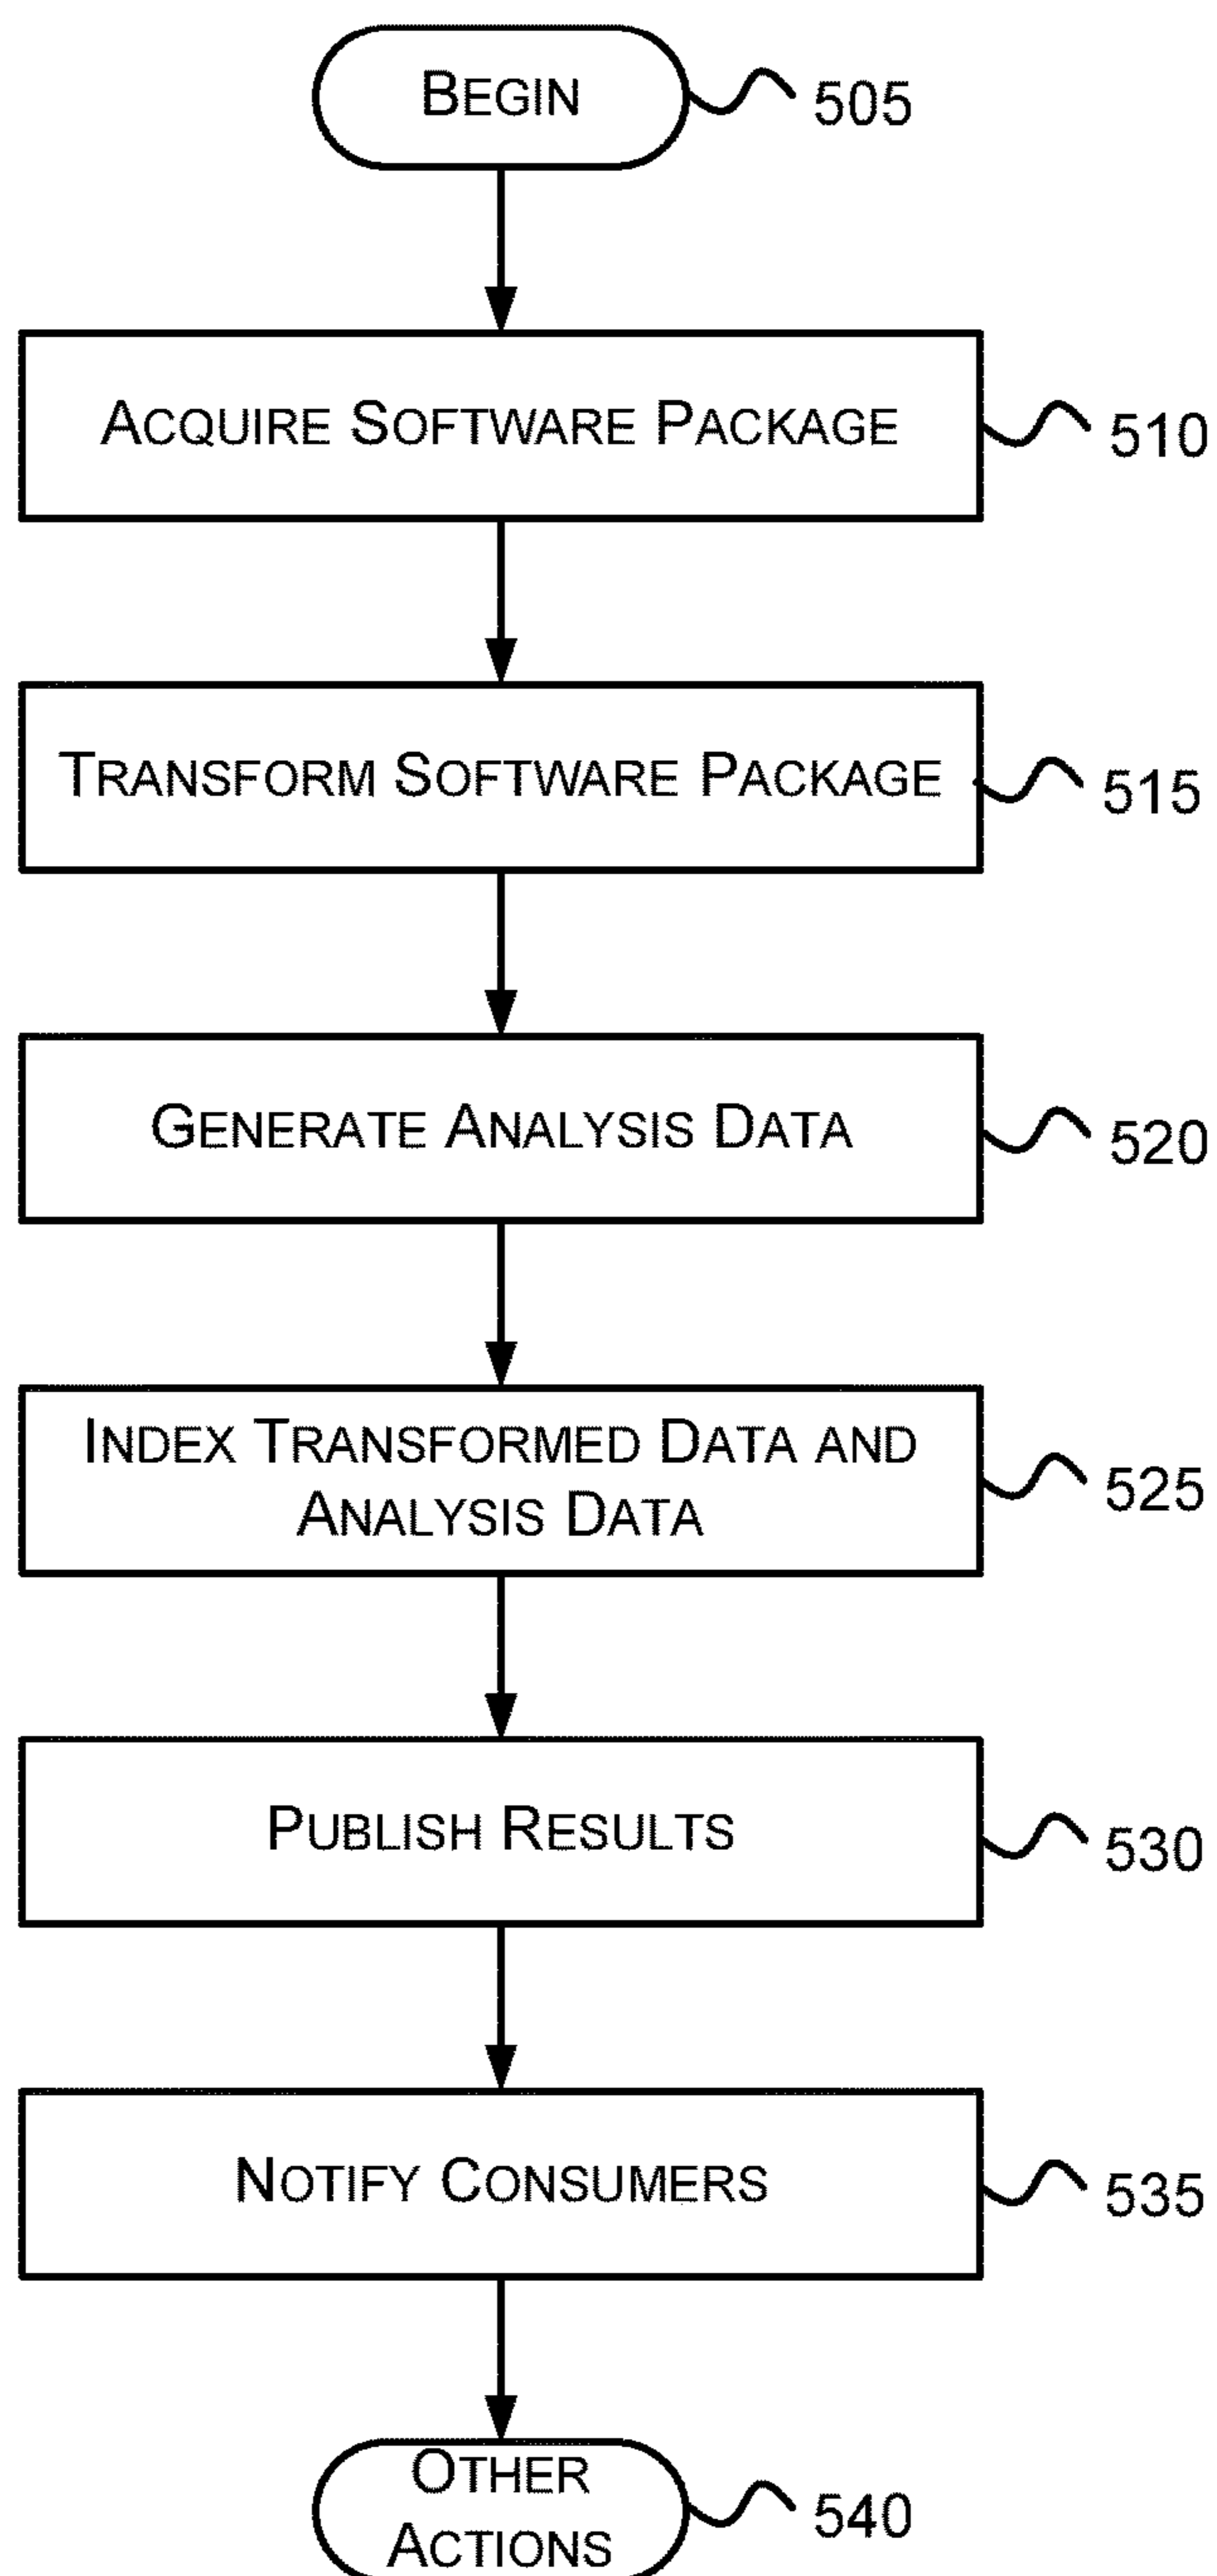 BEGIN
505
ACQUIRE SOFTWARE PACKAGE
510
TRANSFORM SOFTWARE PACKAGE
515
GENERATE ANALYSIS DATA
520
INDEX TRANSFORMED DATA AND
ANALYSIS DATA
525
PUBLISH RESULTS
530
NOTIFY CONSUMERS
535
OTHER
ACTIONS
540